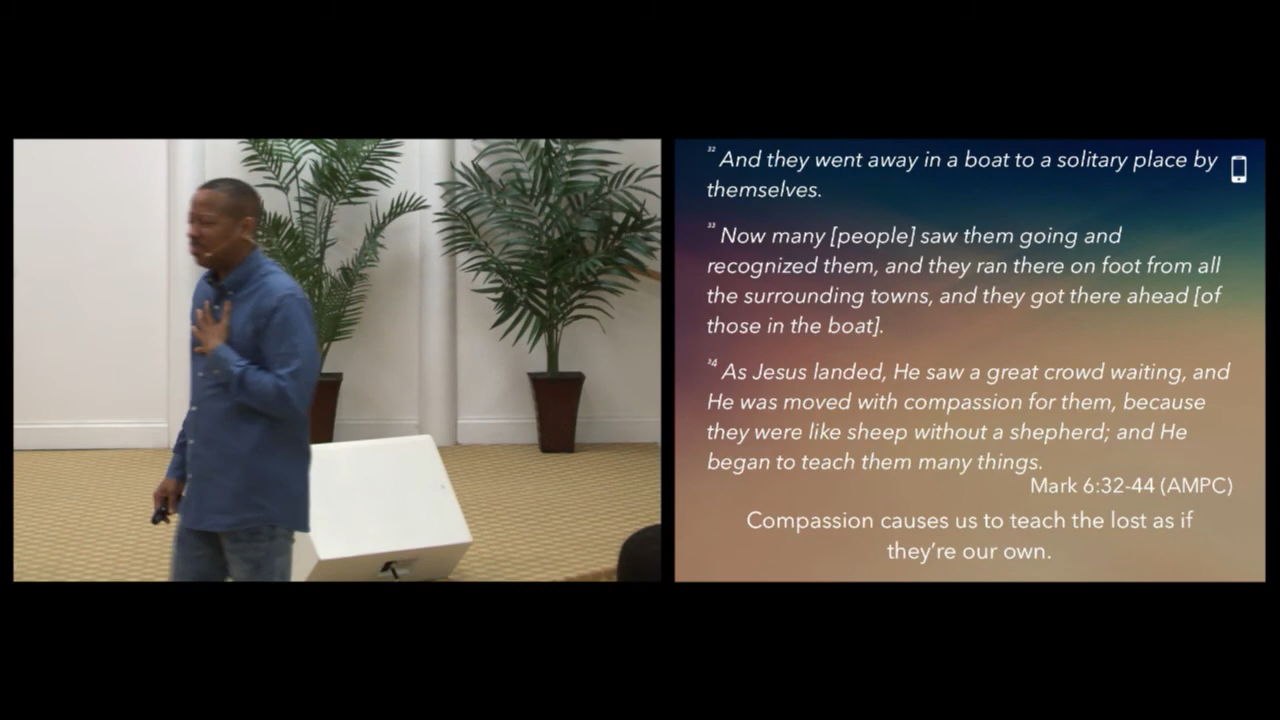 32 And they went away in a boat to a solitary place by
themselves.
33 Now many [people] saw them going and
recognized them, and they ran there on foot from all
the surrounding towns, and they got there ahead [of
those in the boat].
34 As Jesus landed, He saw a great crowd waiting, and
He was moved with compassion for them, because
they were like sheep without a shepherd; and He
began to teach them many things.
Mark 6:32-44 (AMPC)
Compassion causes us to teach the lost as if
they’re our own.